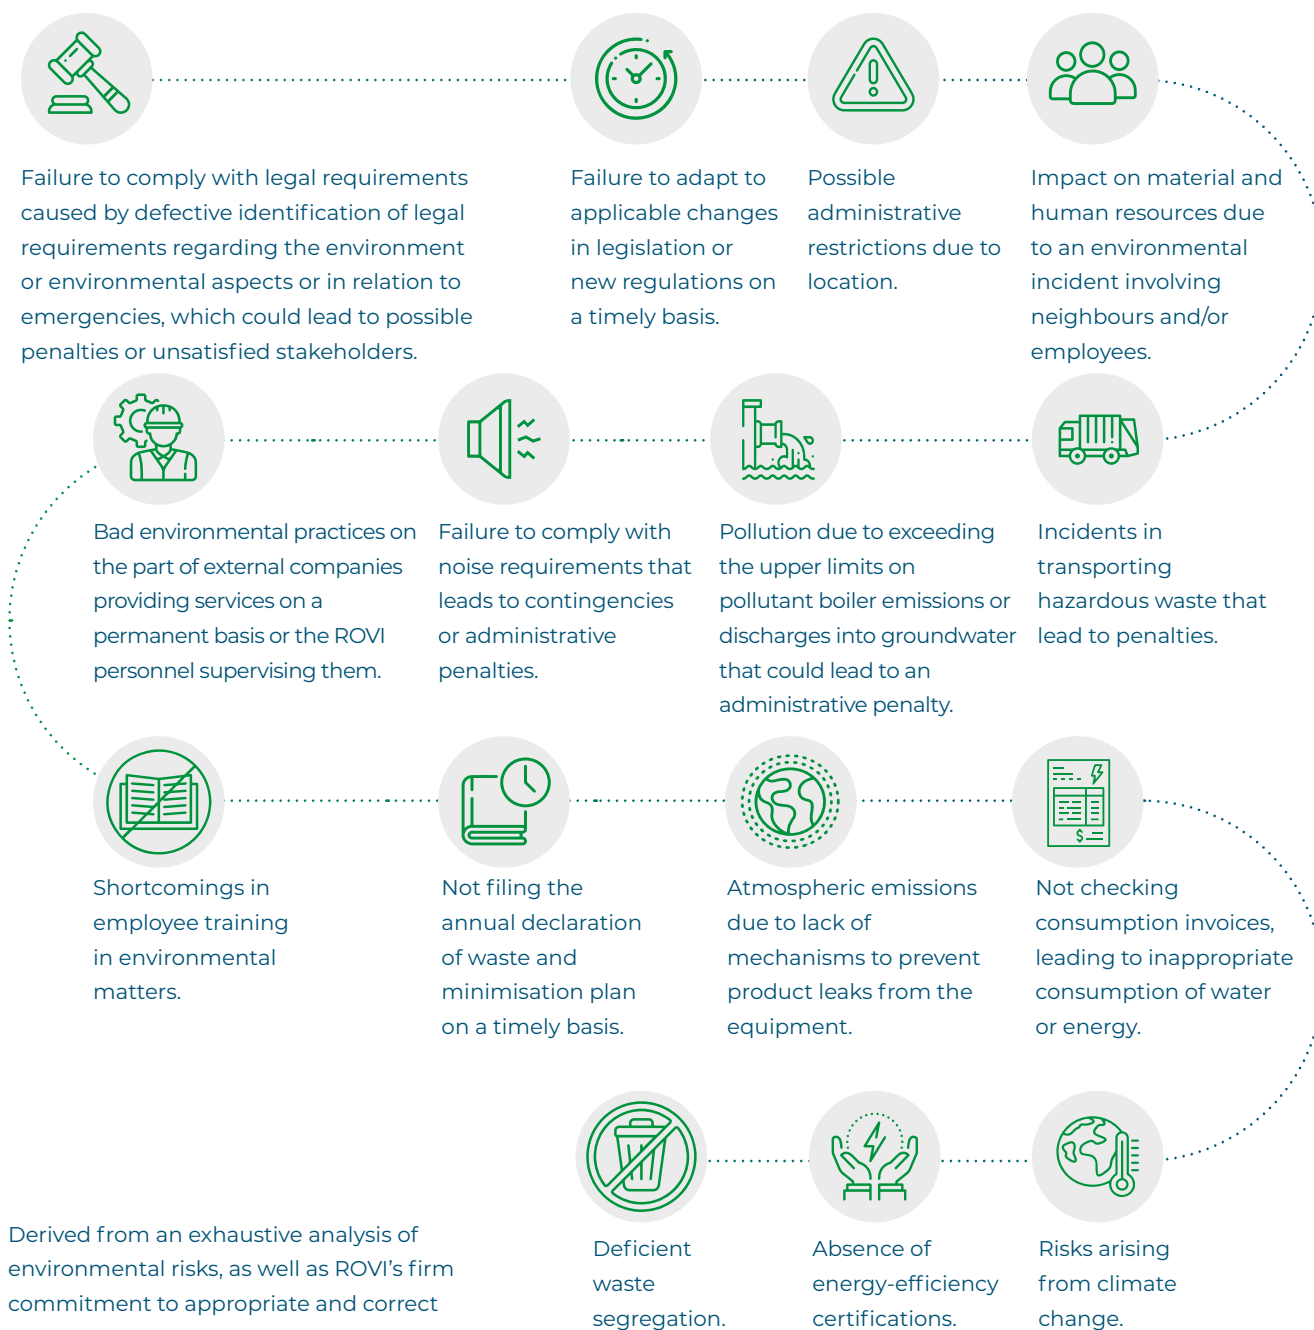 Failure to comply with legal requirements
caused by defective identification of legal
requirements regarding the environment
or environmental aspects or in relation to
emergencies, which could lead to possible
penalties or unsatisfied stakeholders.
Failure to adapt to
applicable changes
in legislation or
new regulations on
a timely basis.
Possible
administrative
restrictions due to
location.
Impact on material and
human resources due
to an environmental
incident involving
neighbours and/or
employees.
Bad environmental practices on
the part of external companies
providing services on a
permanent basis or the ROVI
personnel supervising them.
Failure to comply with
noise requirements that
leads to contingencies
or administrative
penalties.
Pollution due to exceeding
the upper limits on
pollutant boiler emissions or
discharges into groundwater
that could lead to an
administrative penalty.
Incidents in
transporting
hazardous waste that
lead to penalties.
Shortcomings in
employee training
in environmental
matters.
Not filing the
annual declaration
of waste and
minimisation plan
on a timely basis.
Atmospheric emissions
due to lack of
mechanisms to prevent
product leaks from the
equipment.
$
Not checking
consumption invoices,
leading to inappropriate
consumption of water
or energy.
Deficient
waste
segregation.
Absence of
energy-efficiency
certifications.
Risks arising
from climate
change.
Derived from an exhaustive analysis of
environmental risks, as well as ROVI's firm
commitment to appropriate and correct